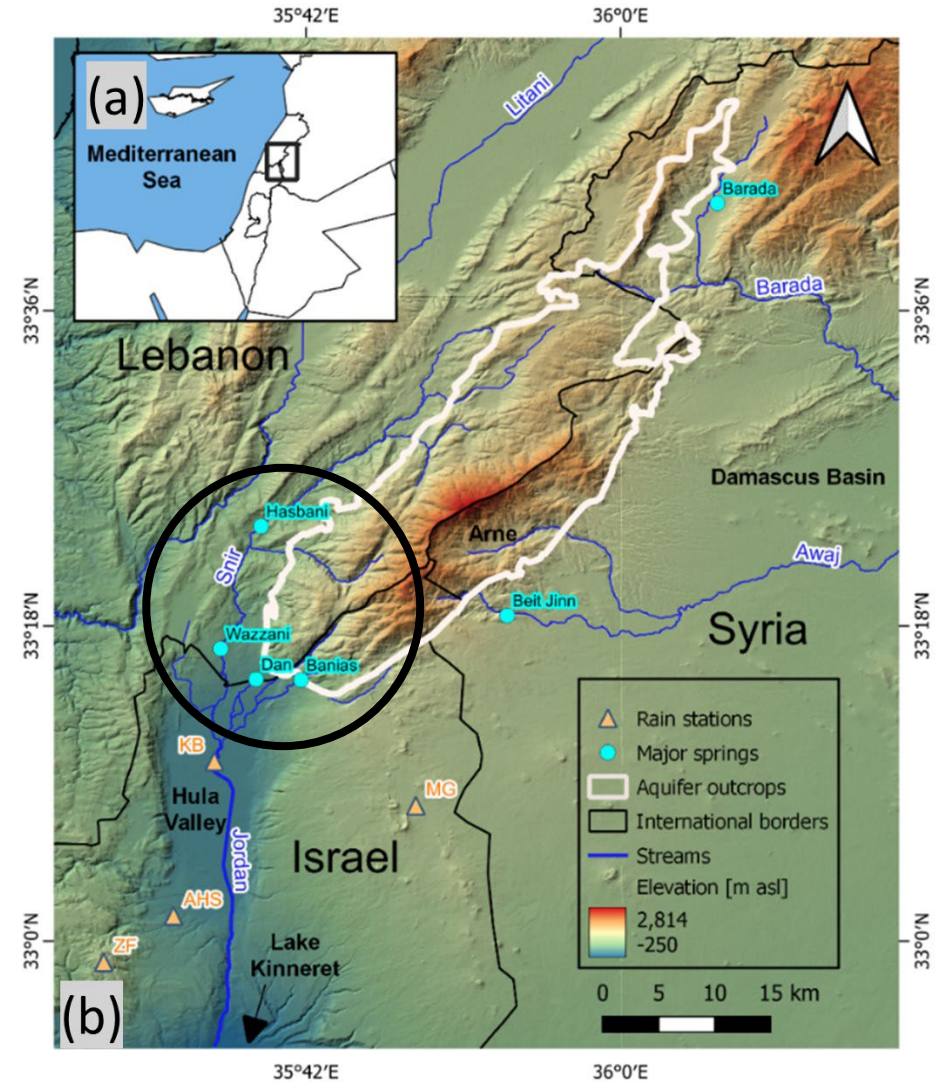 35°42′E
36°0′E
(a)
Mediterranean
Sea
Litani
Barada
Barada
33°36′N
33°36′N
Lebanon
Damascus Basin
Hasbani
Arne
Snir
Awaj
Beit Jinn
33°18′N
33°18′N
Wazzani
Syria
Dan
Banias
Rain stations
KB
Major springs
MG
Aquifer outcrops
Hula
Valley
International borders
Jordan
Israel
Streams
Elevation [m asl]
2,814
-250
AHS
ZF
33°0′N
33°0′N
Lake
Kinneret
0 5 10 15 km
(b)
35°42′E
36°0′E